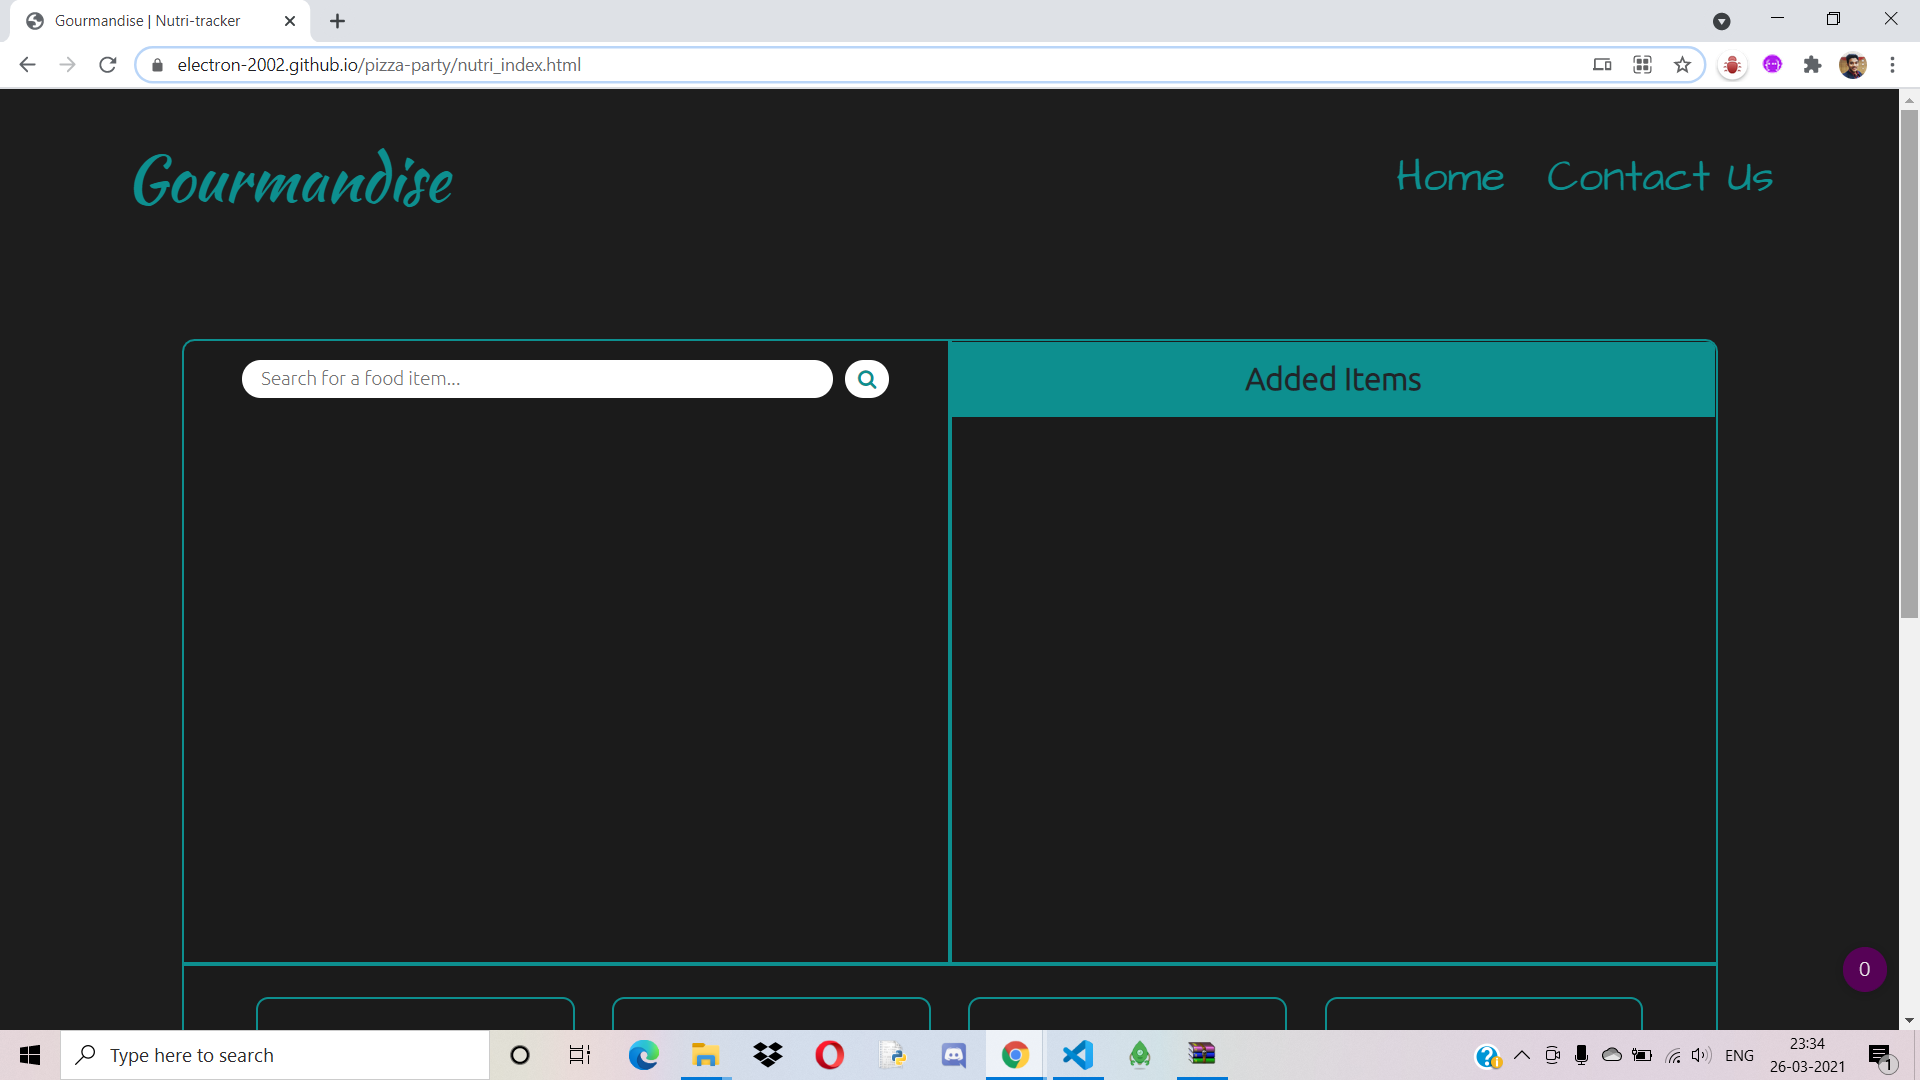 Gourmandise | Nutri-tracker
electron-2002.github.io/pizza-party/nutri_index.html
Gourmandise
Home Contact Us
Search for a food item...
Added Items
0
Type here to search
ENG
23:34
26-03-2021
1